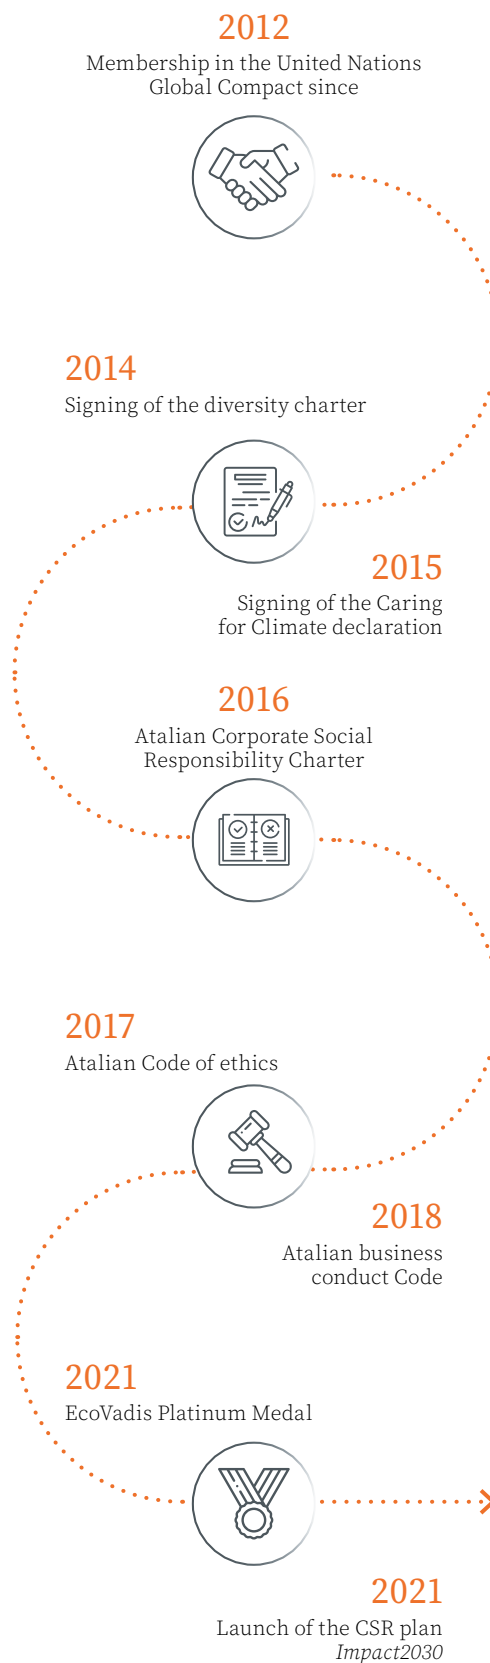 2012
Membership in the United Nations
Global Compact since
2014
Signing of the diversity charter
2015
Signing of the Caring
for Climate declaration
2016
Atalian Corporate Social
Responsibility Charter
2017
Atalian Code of ethics
2018
Atalian business
conduct Code
2021
EcoVadis Platinum Medal
2021
Launch of the CSR plan
Impact2030